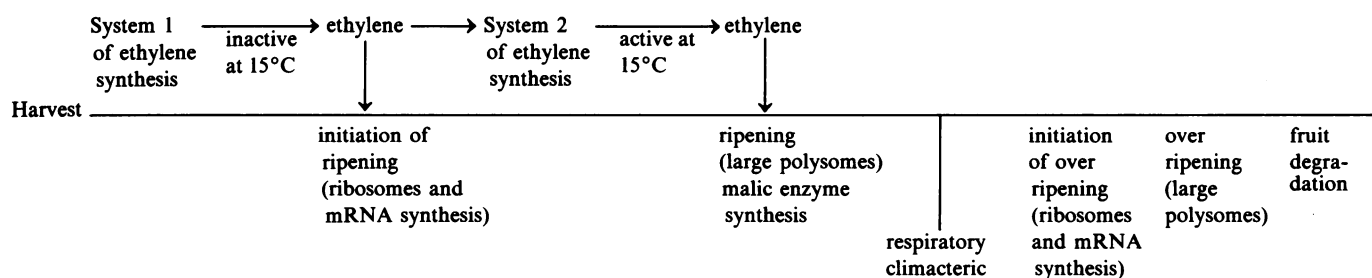 System 1
of ethylene
synthesis
inactive
at 15°C
ethylene
System 2
of ethylene
synthesis
active at
15°C
ethylene
Harvest
initiation of
ripening
(ribosomes and
mRNA synthesis)
ripening
(large polysomes)
malic enzyme
synthesis
respiratory
climacteric
initiation
of over
ripening
(ribosomes
and mRNA
synthesis)
over
ripening
(large
polysomes)
fruit
degra-
dation